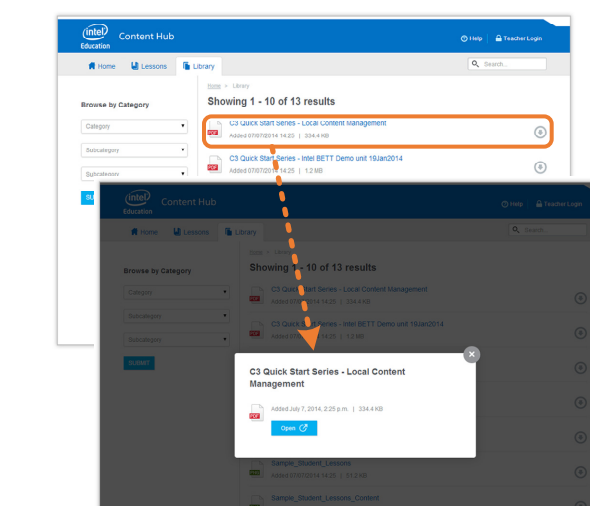 intel
Education
Content Hub
Help
Teacher Login
Home
Lessons
Library
Search...
Home > Library
Browse by Category
Showing 1 - 10 of 13 results
Category
C3 Quick Start Series - Local Content Management
Added 07/07/2014 14:25 | 334.4 KB
Subcategory
C3 Quick Start Series - Intel BETT Demo unit 19Jan2014
Added 07/07/2014 14:25 | 1.2 MB
Subcategory
SU
intel
Education
Content Hub
Help
Teacher Login
Home
Lessons
Library
Search...
Browse by Category
Showing 1 - 10 of 13 results
Category
C3 Quick Start Series - Local Content Management
Added 07/07/2014 14:25 | 334.4 KB
Subcategory
C3 Quick Start Series - Intel BETT Demo unit 19Jan2014
Added 07/07/2014 14:25 | 1.2 MB
Subcategory
SUBMIT
C3 Quick Start Series - Local Content
Management
PDF
Added July 7, 2014, 2:25 p.m. | 334.4 KB
Open
Sample_Student_Lessons
Added 07/07/2014 14:25 |
Sample_Student_Lessons_Content